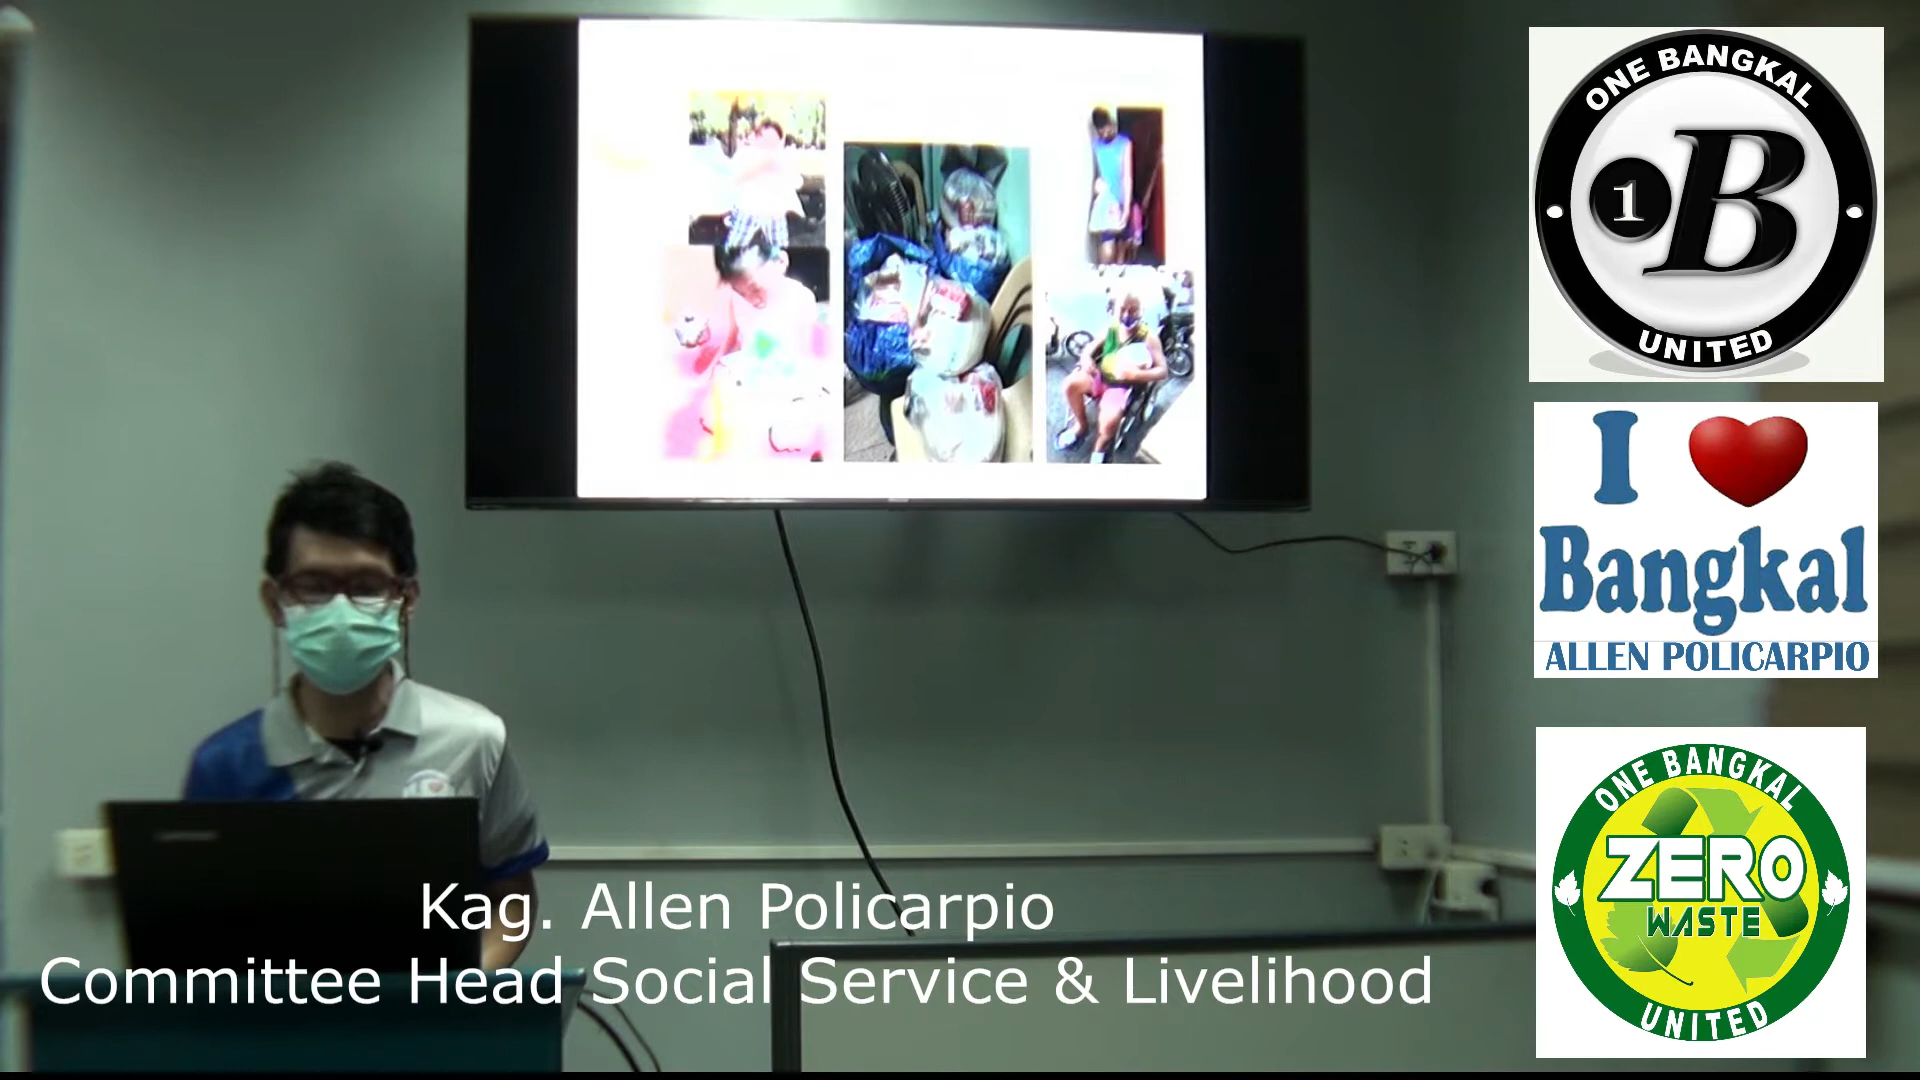 ONE BANGKAL
1B
UNITED
I
Bangkal
ALLEN POLICARPIO
ONE BANGKAL
ZERO
WASTE
UNITED
Kag. Allen Policarpio
Committee Head Social Service & Livelihood